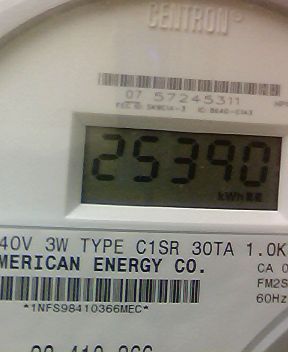 CENTRON®
07 57245311
25390
kWh
40V 3W TYPE C1SR 30TA 1.0K
MERICAN ENERGY CO.
CA 0
FM2S
60Hz
*1NFS98410366MEC*